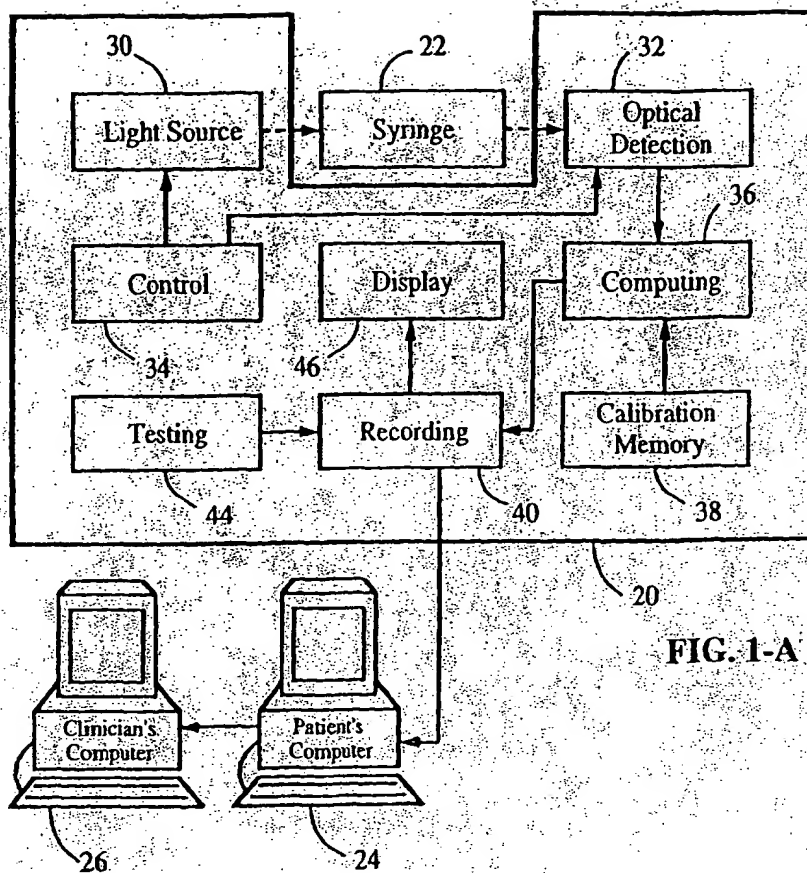 30
22
32
Light Source
Syringe
Optical
Detection
36
Control
Display
Computing
34
46
Testing
Recording
Calibration
Memory
44
40
38
20
FIG. 1-A
Clinician's
Computer
Patient's
Computer
26
24